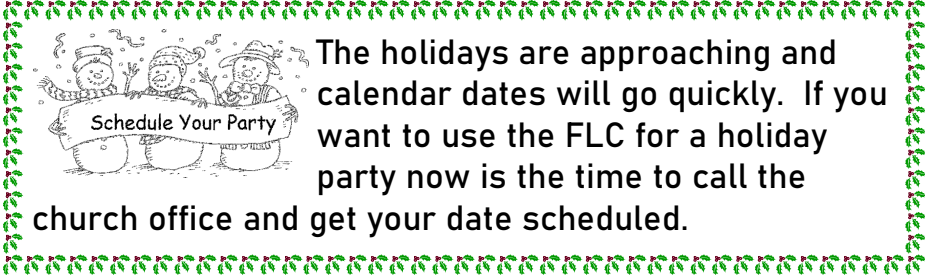 The holidays are approaching and
calendar dates will go quickly.  If you
Schedule Your Party
want to use the FLC for a holiday
party now is the time to call the
church office and get your date scheduled.